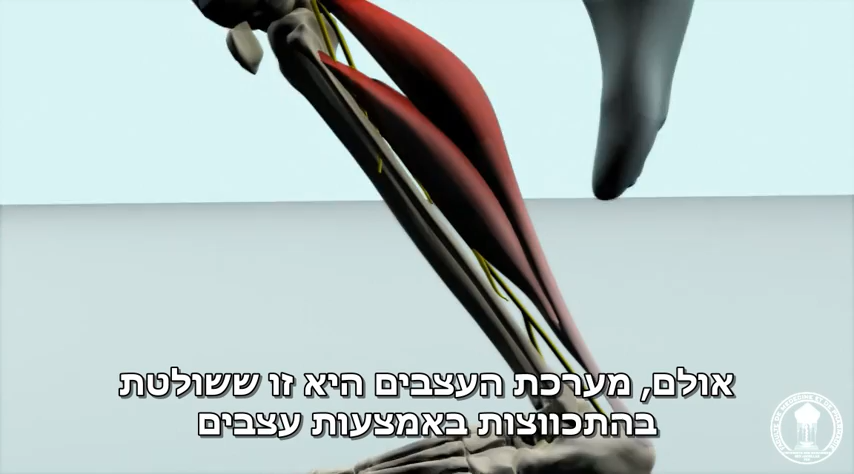 אולם, מערכת העצבים היא זו ששולטת
בהתכווצות באמצעות עצבים